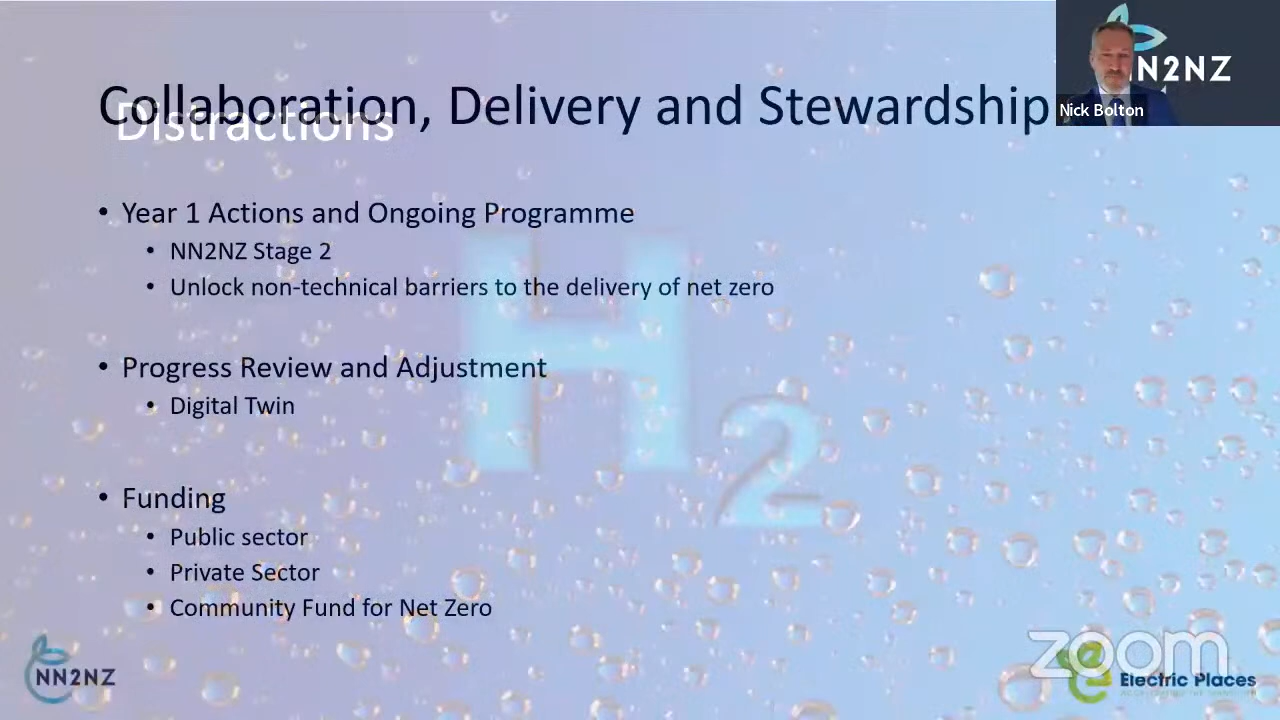 NN2NZ
Nick Bolton
Collaboration, Delivery and Stewardship
Distractions
• Year 1 Actions and Ongoing Programme
• NN2NZ Stage 2
• Unlock non-technical barriers to the delivery of net zero
• Progress Review and Adjustment
• Digital Twin
• Funding
• Public sector
• Private Sector
• Community Fund for Net Zero
H2
NN2NZ
zoom
Electric Places